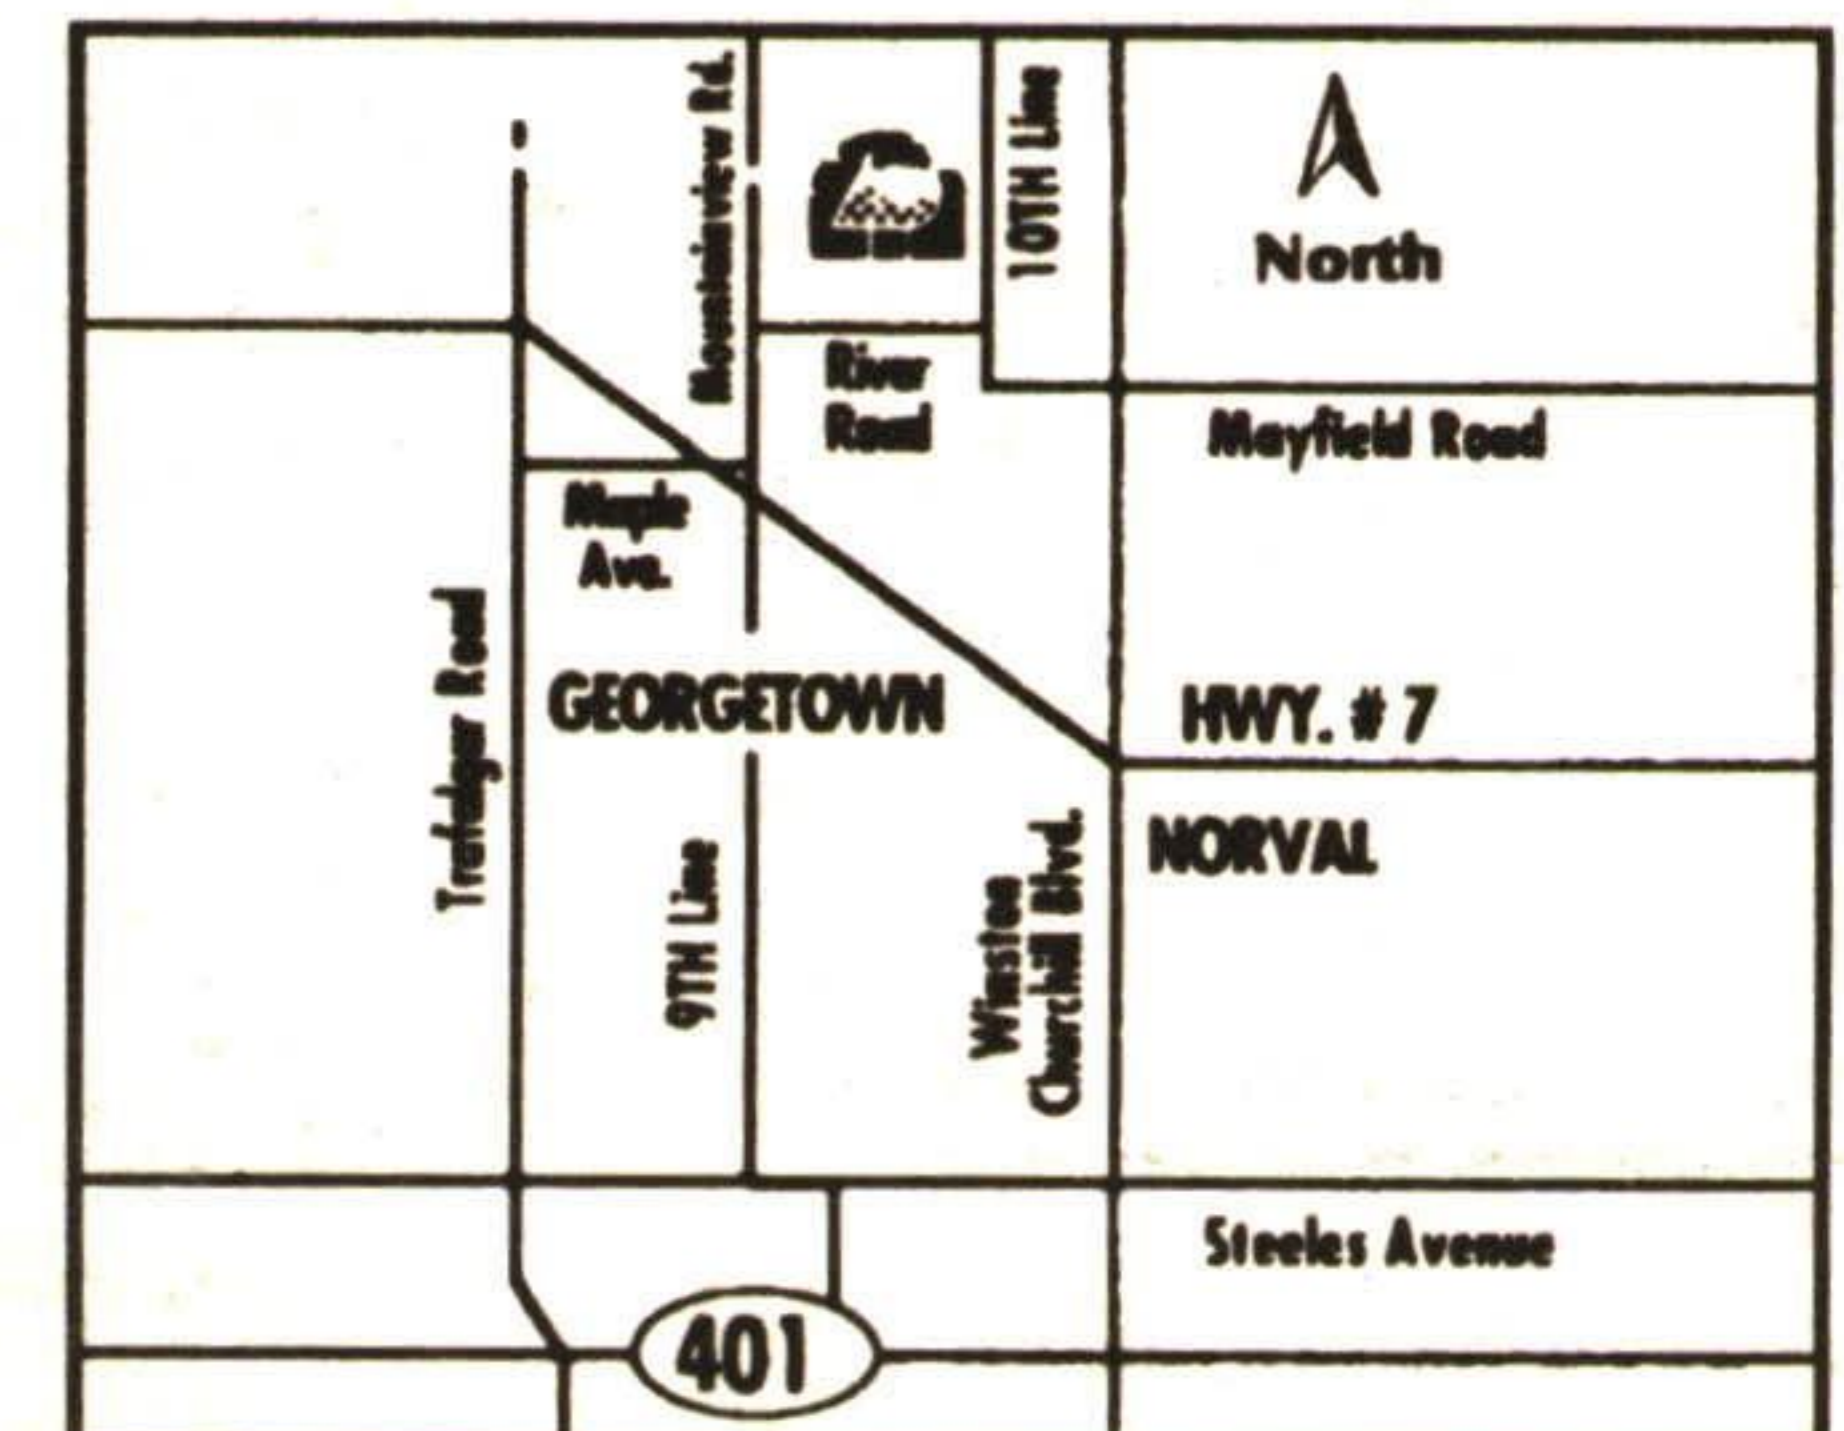 Mountainview Rd.
10TH Line
North
River
Road
Mayfield Road
Maple
Ave.
Trafalgar Road
GEORGETOWN
HWY. # 7
NORVAL
9TH Line
Winston
Churchill Blvd.
Steeles Avenue
401